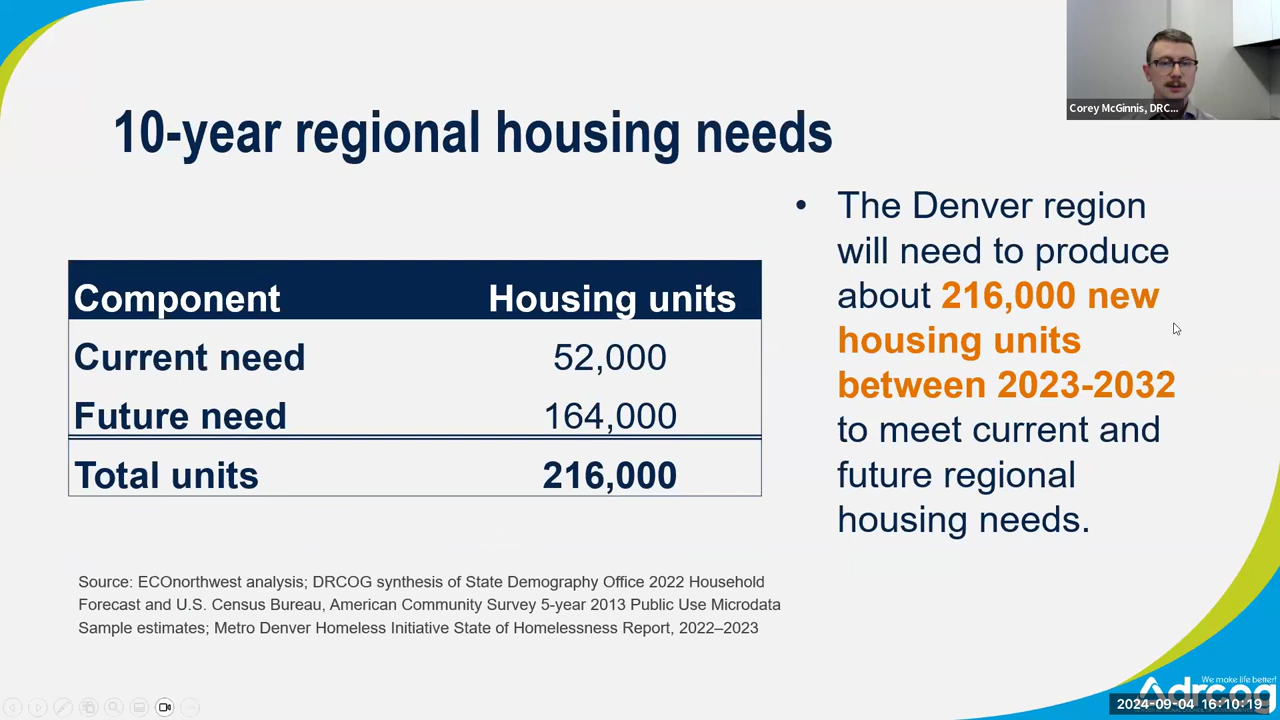 Corey McGinnis, DRC...
10-year regional housing needs
Component Housing units
Current need 52,000
Future need 164,000
Total units 216,000
• The Denver region
will need to produce
about 216,000 new
housing units
between 2023-2032
to meet current and
future regional
housing needs.
Source: ECOnorthwest analysis; DRCOG synthesis of State Demography Office 2022 Household
Forecast and U.S. Census Bureau, American Community Survey 5-year 2013 Public Use Microdata
Sample estimates; Metro Denver Homeless Initiative State of Homelessness Report, 2022–2023
We make life better!
drcog
2024-09-04 16:10:19